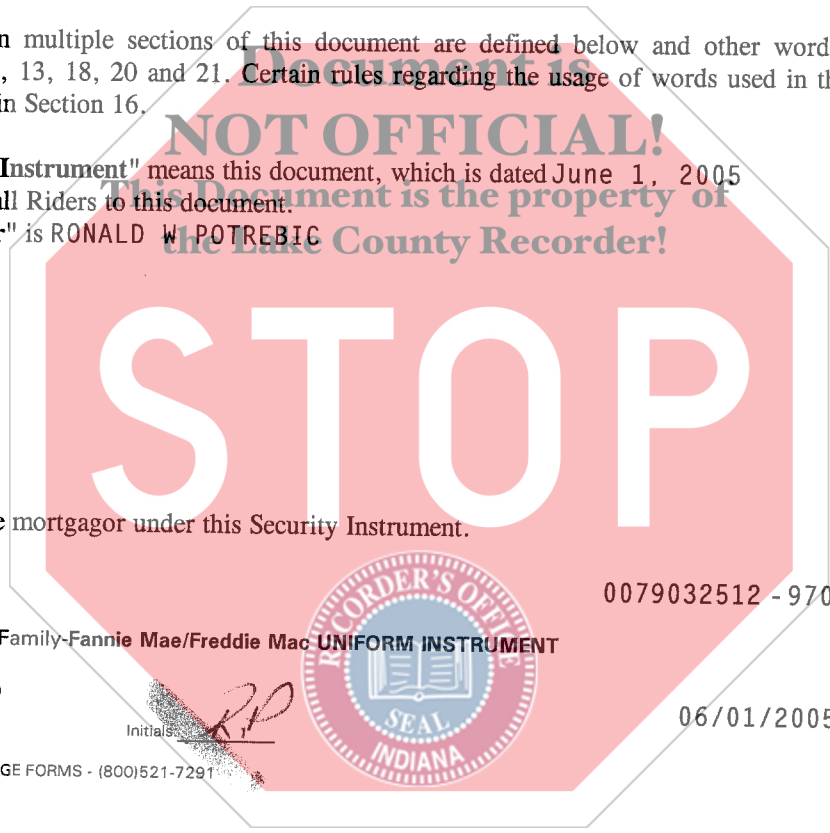 n multiple sections of this document are defined below and other word
Document is
, 13, 18, 20 and 21. Certain rules regarding the usage of words used in th
in Section 16.
NOT OFFICIAL!
Instrument" means this document, which is dated June 1, 2005
This Document is the property of
all Riders to this document.
r" is RONALD W POTREBIC
the Lake County Recorder!
STOP
e mortgagor under this Security Instrument.
RECORDER'S OFFICE
0079032512 - 970
Family-Fannie Mae/Freddie Mac UNIFORM INSTRUMENT
SEAL
06/01/2005
Initials: RP
INDIANA
GE FORMS - (800)521-7291